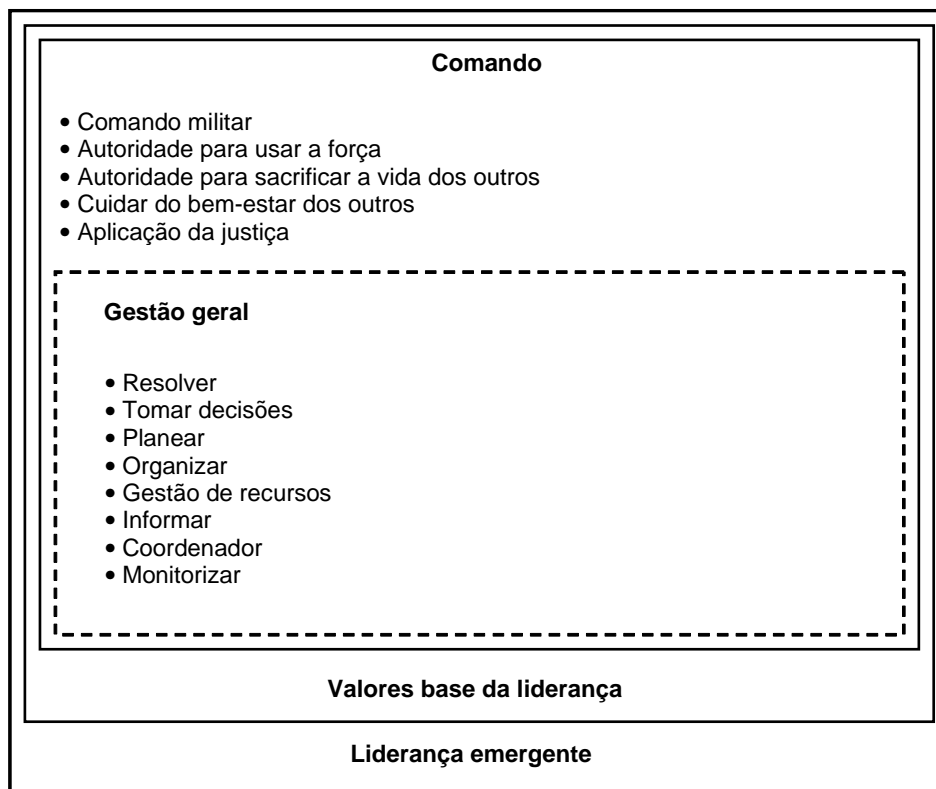 Comando
• Comando militar
• Autoridade para usar a força
• Autoridade para sacrificar a vida dos outros
• Cuidar do bem-estar dos outros
• Aplicação da justiça
Gestão geral
• Resolver
• Tomar decisões
• Planear
• Organizar
• Gestão de recursos
• Informar
• Coordenador
• Monitorizar
Valores base da liderança
Liderança emergente